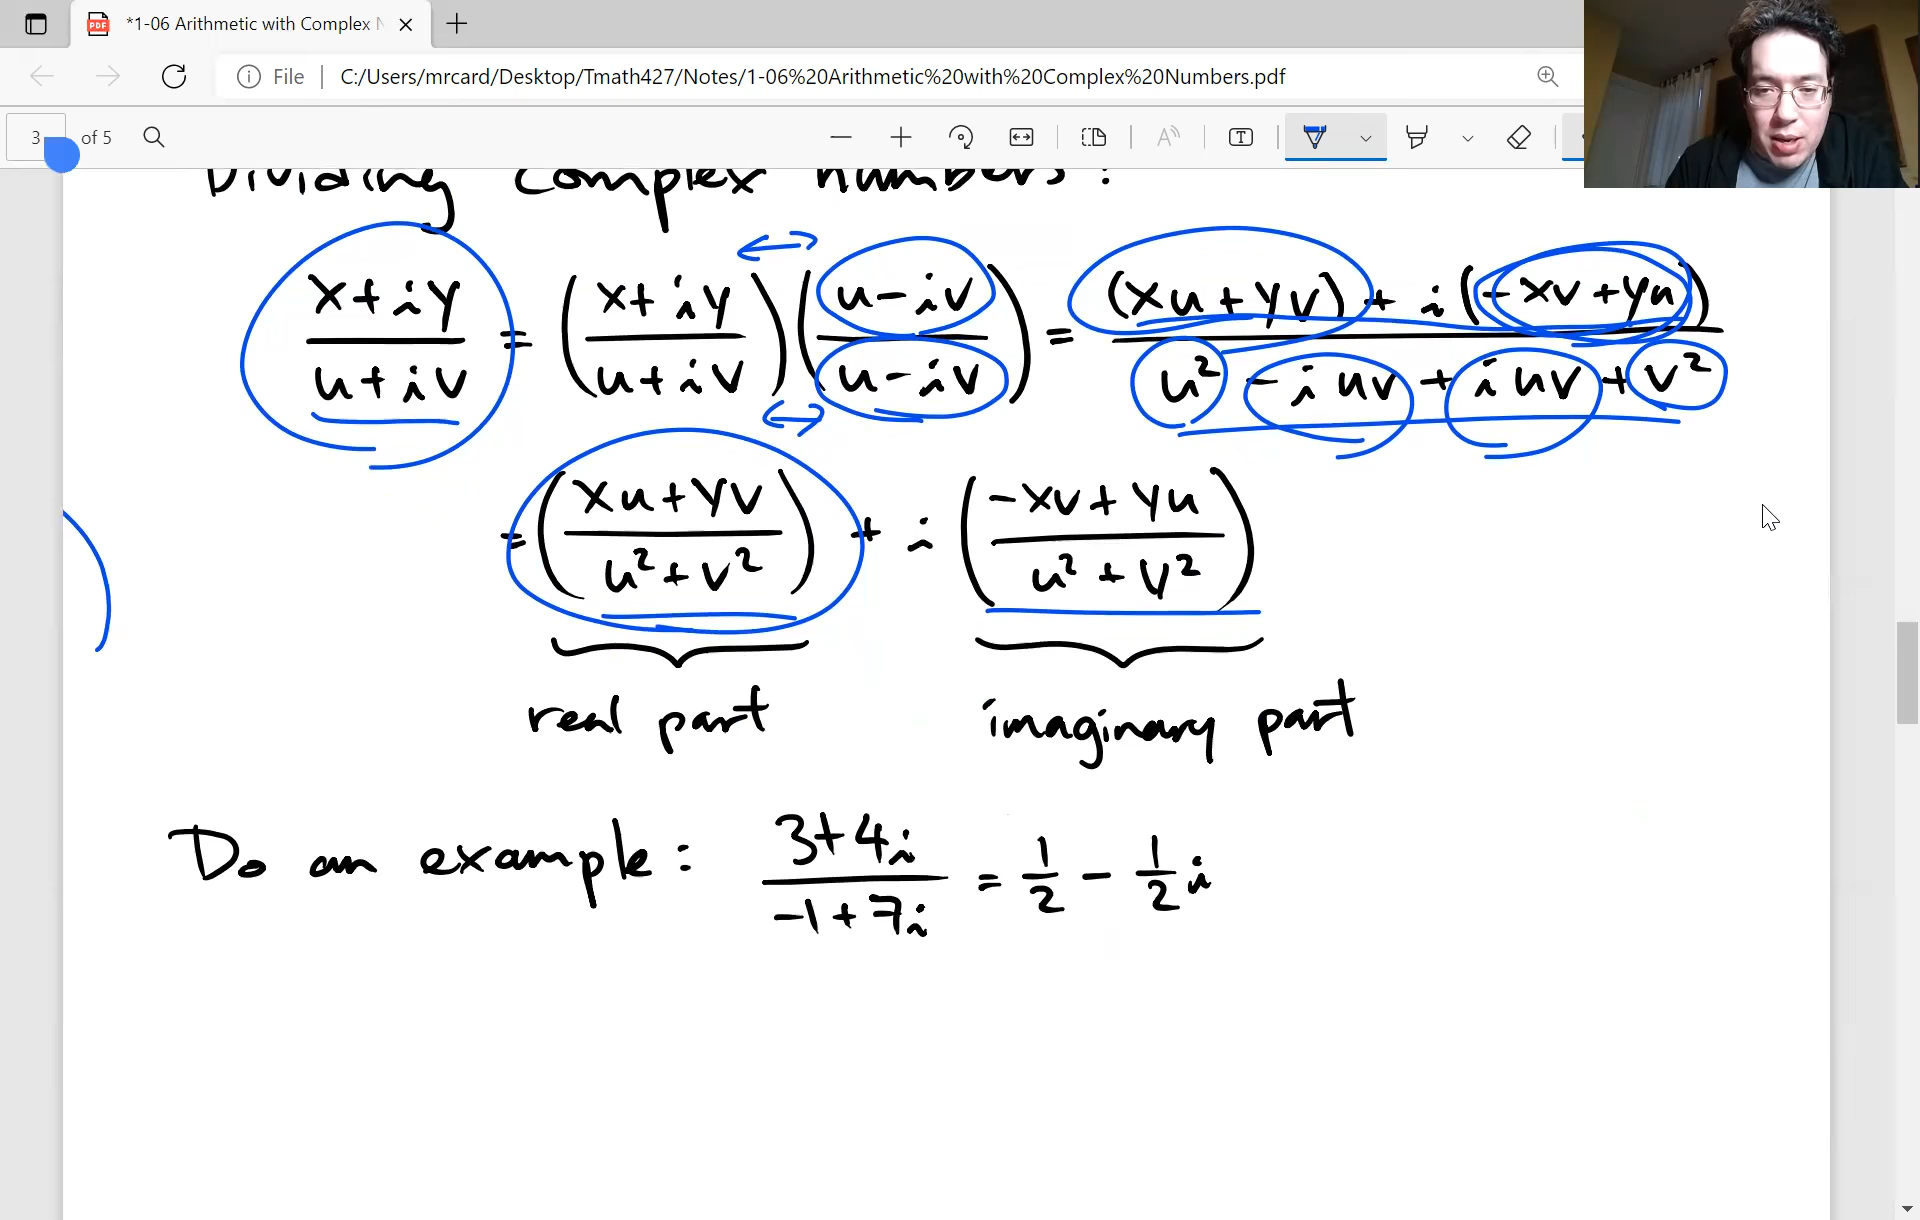 *1-06 Arithmetic with Complex N
File | C:/Users/mrcard/Desktop/Tmath427/Notes/1-06%20Arithmetic%20with%20Complex%20Numbers.pdf
3 of 5
Dividing complex numbers:
(x+iy)/(u+iv) = ((x+iy)/(u+iv)) ((u-iv)/(u-iv)) = ((xu+yv) + i(-xv+yu))/(u² - iuv + iuv + v²)
= ((xu+yv)/(u²+v²)) + i((-xv+yu)/(u²+v²))
real part imaginary part
Do an example: (3+4i)/(-1+7i) = 1/2 - 1/2 i